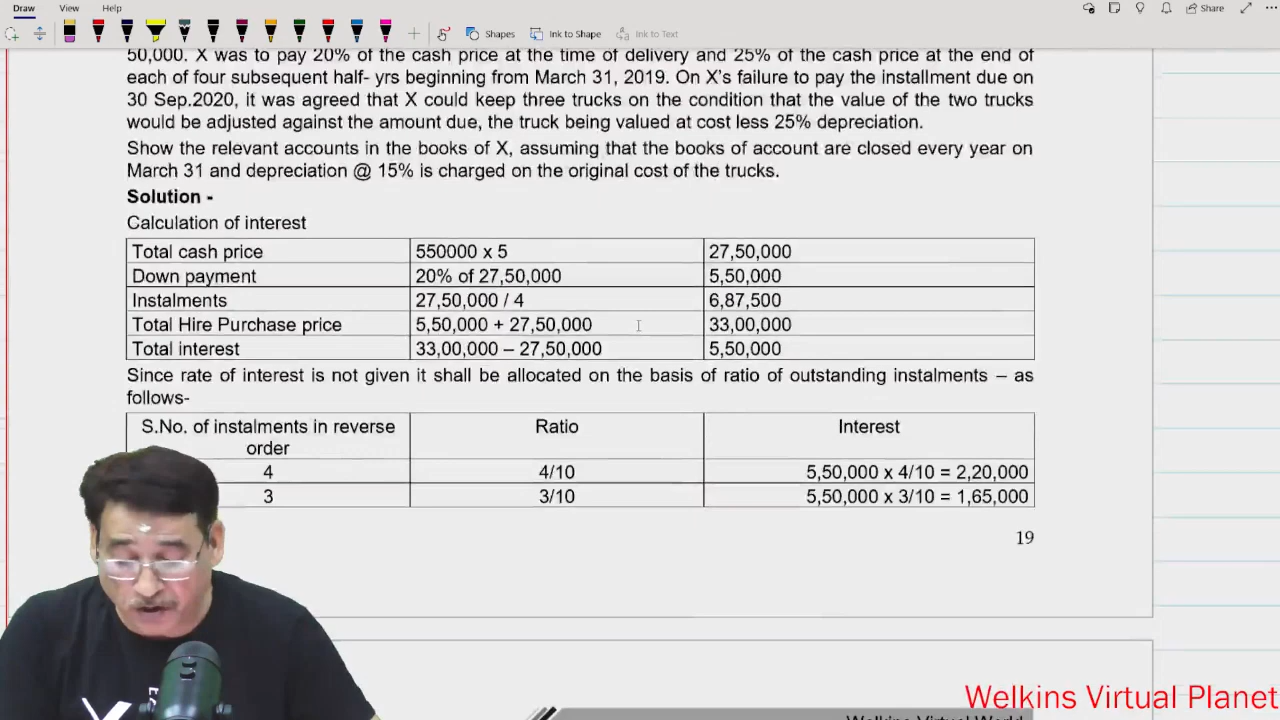 Draw View Help
Share
Shapes Ink to Shape Ink to Text
50,000. X was to pay 20% of the cash price at the time of delivery and 25% of the cash price at the end of
each of four subsequent half- yrs beginning from March 31, 2019. On X's failure to pay the installment due on
30 Sep.2020, it was agreed that X could keep three trucks on the condition that the value of the two trucks
would be adjusted against the amount due, the truck being valued at cost less 25% depreciation.
Show the relevant accounts in the books of X, assuming that the books of account are closed every year on
March 31 and depreciation @ 15% is charged on the original cost of the trucks.
Solution -
Calculation of interest
Total cash price 550000 x 5 27,50,000
Down payment 20% of 27,50,000 5,50,000
Instalments 27,50,000 / 4 6,87,500
Total Hire Purchase price 5,50,000 + 27,50,000 33,00,000
Total interest 33,00,000 – 27,50,000 5,50,000
Since rate of interest is not given it shall be allocated on the basis of ratio of outstanding instalments – as
follows-
S.No. of instalments in reverse Ratio Interest
order
4 4/10 5,50,000 x 4/10 = 2,20,000
3 3/10 5,50,000 x 3/10 = 1,65,000
19
Welkins Virtual Planet